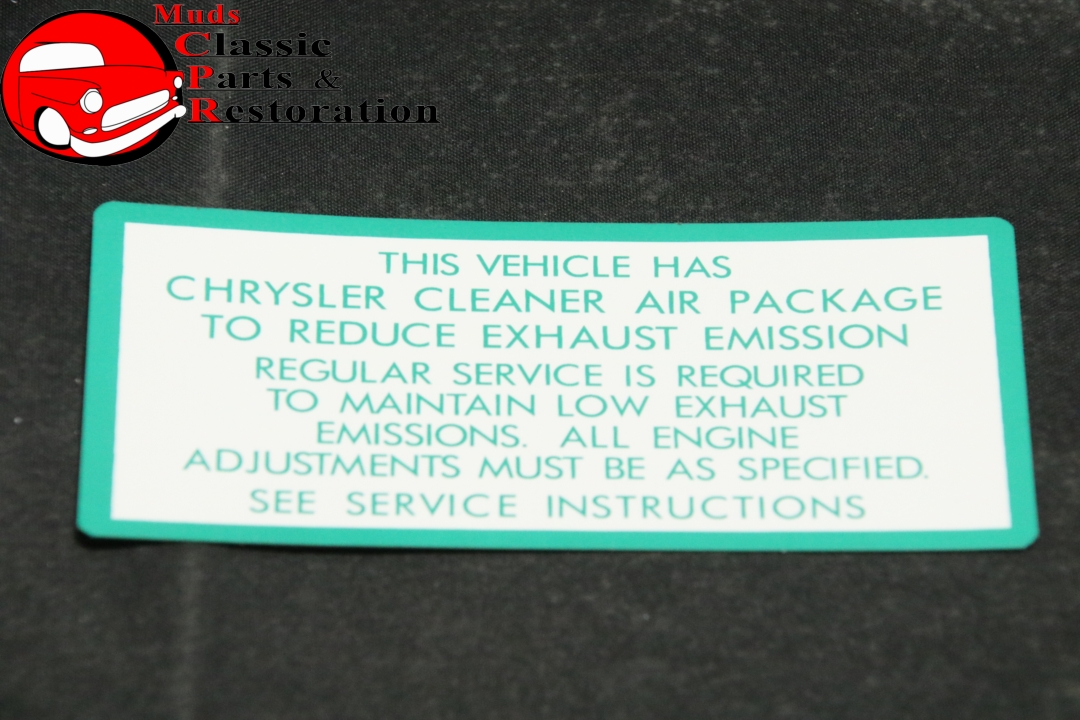 Muds
Classic
Parts &
Restoration
THIS VEHICLE HAS
CHRYSLER CLEANER AIR PACKAGE
TO REDUCE EXHAUST EMISSION
REGULAR SERVICE IS REQUIRED
TO MAINTAIN LOW EXHAUST
EMISSIONS. ALL ENGINE
ADJUSTMENTS MUST BE AS SPECIFIED.
SEE SERVICE INSTRUCTIONS